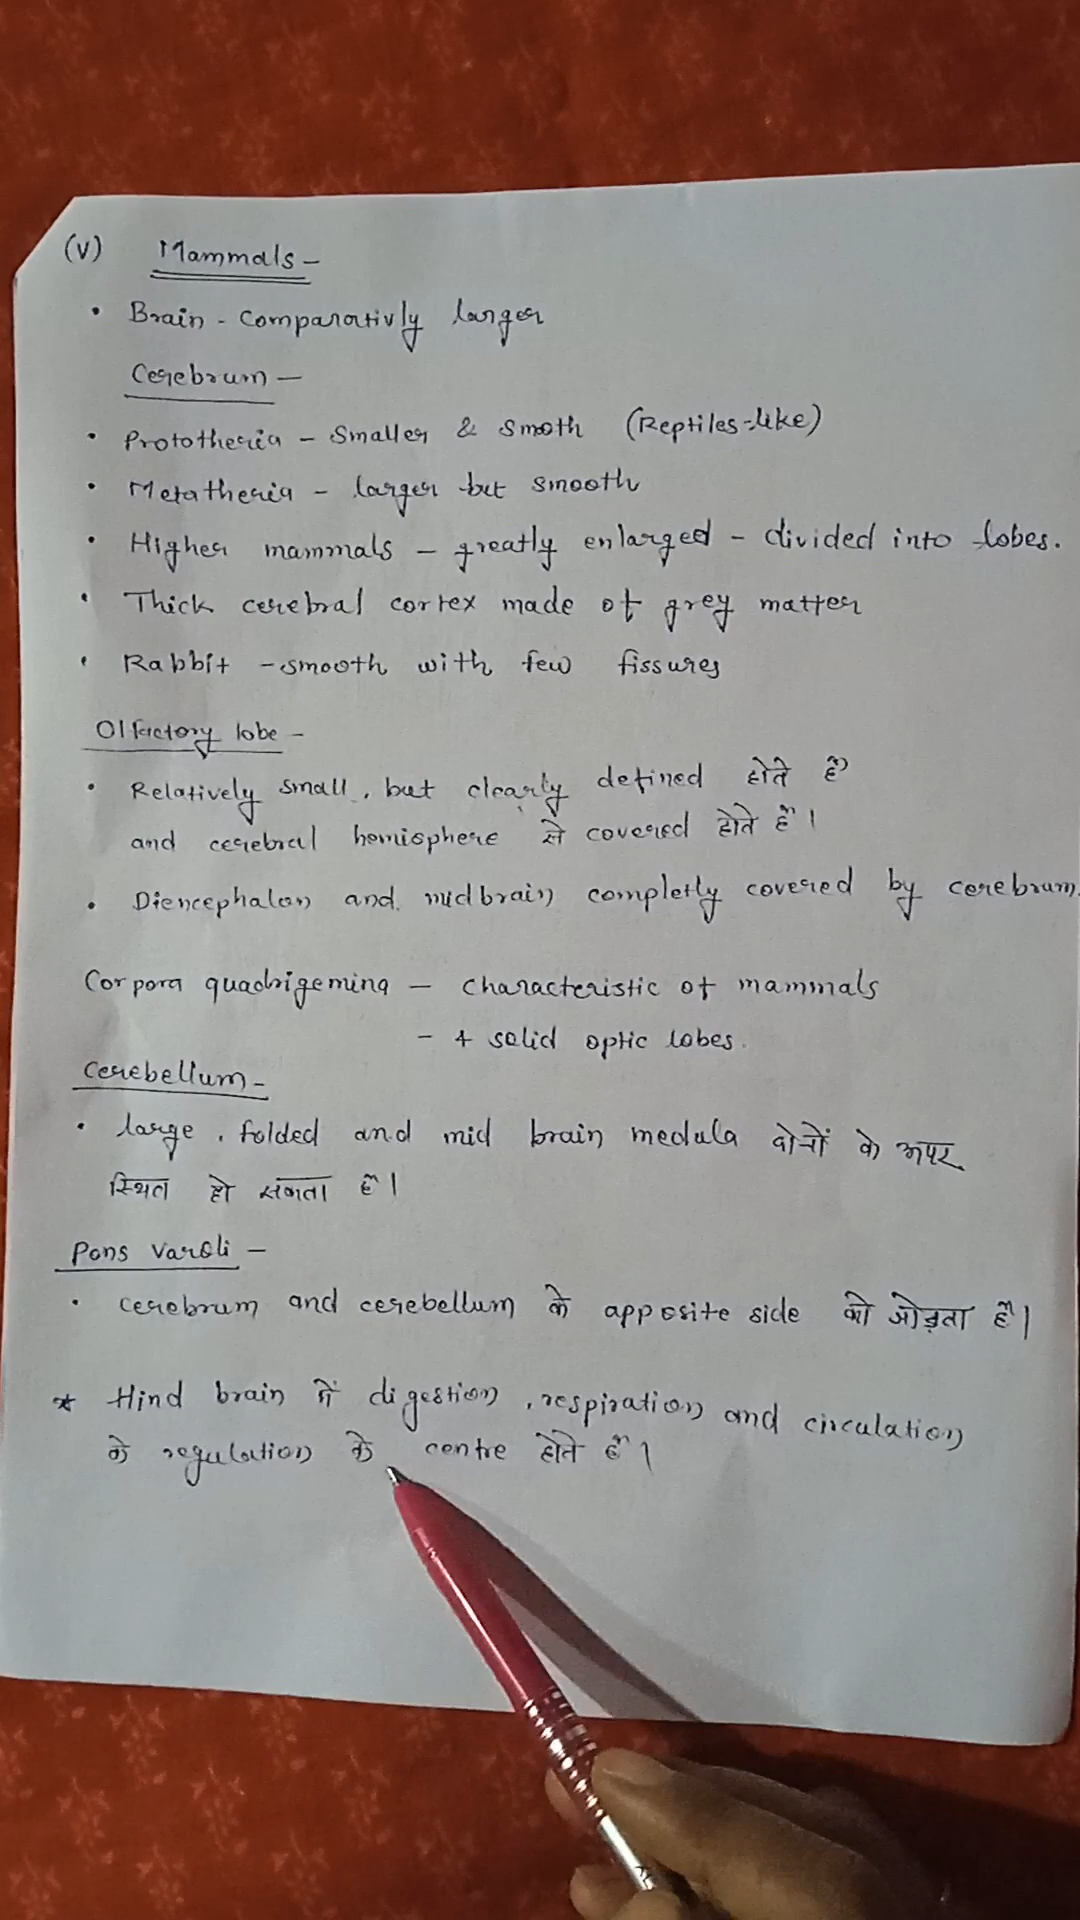 (V) Mammals -
• Brain - comparativly larger
Cerebrum —
• Prototheria - Smaller & smoth (Reptiles-like)
• Metatheria - larger but smooth
• Higher mammals - greatly enlarged - divided into lobes.
• Thick cerebral cortex made of grey matter
• Rabbit - smooth with few fissures
Olfactory lobe -
• Relatively small, but clearly defined होते है
and cerebral hemisphere से covered होते हैं।
• Diencephalon and midbrain completly covered by cerebrum.
Corpora quadrigemina — characteristic of mammals
- 4 solid optic lobes.
Cerebellum -
• large, folded and mid brain medula दोनों के ऊपर
स्थित हो सकता है।
Pons varoli -
• cerebrum and cerebellum के apposite side को जोड़ता है।
* Hind brain में digestion, respiration and circulation
के regulation के centre होते हैं।